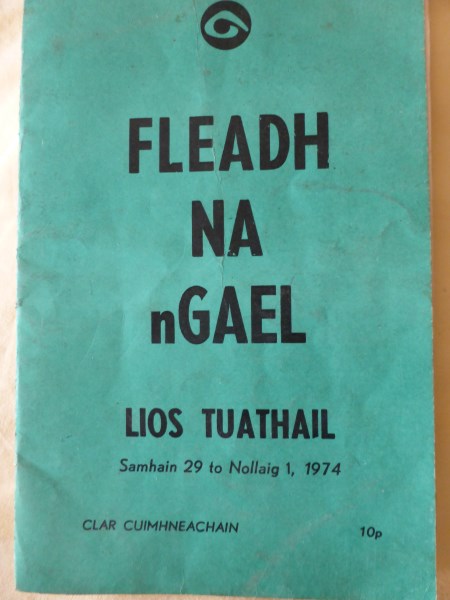 FLEADH
NA
nGAEL
LIOS TUATHAIL
Samhain 29 to Nollaig 1, 1974
CLAR CUIMHNEACHAIN 10p